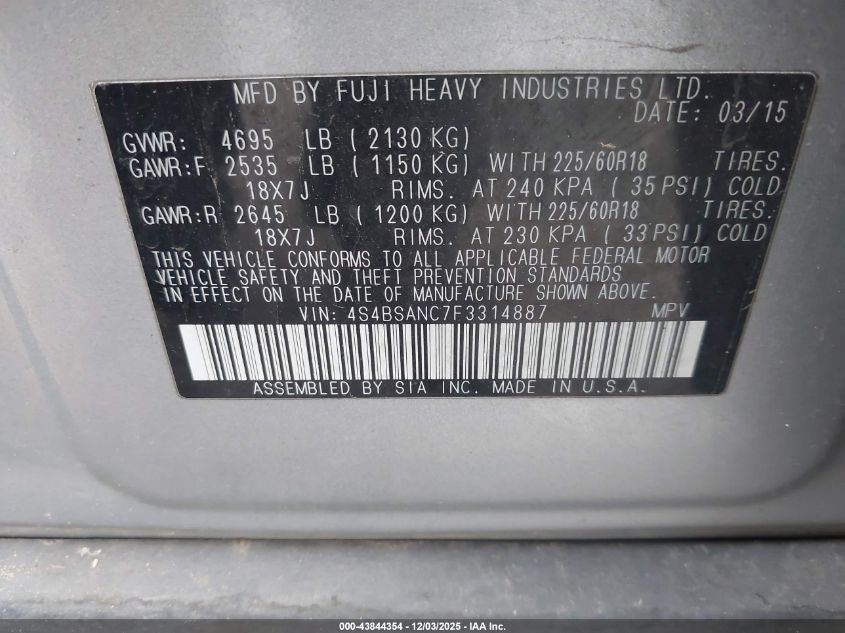 MFD BY FUJI HEAVY INDUSTRIES LTD.
DATE: 03/15
GVWR: 4695 LB ( 2130 KG)
GAWR:F 2535 LB ( 1150 KG) WITH 225/60R18 TIRES.
18X7J RIMS. AT 240 KPA ( 35 PSI) COLD
GAWR:R 2645 LB ( 1200 KG) WITH 225/60R18 TIRES.
18X7J RIMS. AT 230 KPA ( 33 PSI) COLD
THIS VEHICLE CONFORMS TO ALL APPLICABLE FEDERAL MOTOR
VEHICLE SAFETY AND THEFT PREVENTION STANDARDS
IN EFFECT ON THE DATE OF MANUFACTURE SHOWN ABOVE.
VIN: 4S4BSANC7F3314887 MPV
ASSEMBLED BY SIA INC. MADE IN U.S.A.
000-43844354 - 12/03/2025 - IAA Inc.